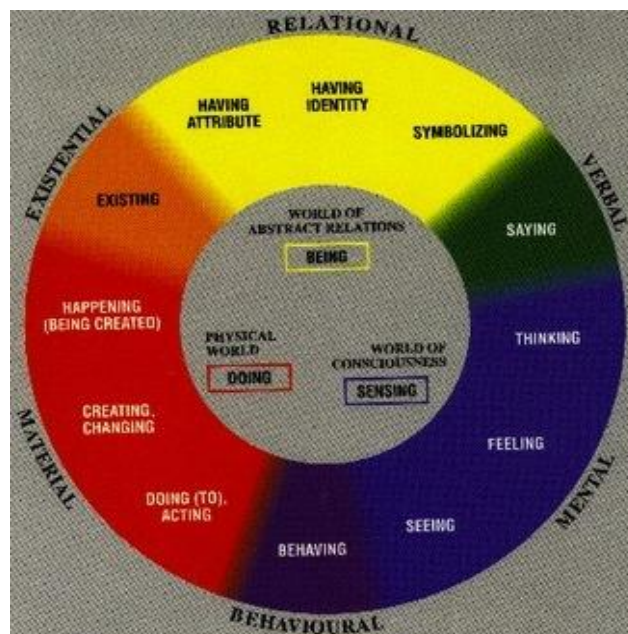 RELATIONAL
HAVING
ATTRIBUTE
HAVING
IDENTITY
SYMBOLIZING
EXISTENTIAL
EXISTING
VERBAL
SAYING
WORLD OF
ABSTRACT RELATIONS
BEING
HAPPENING
(BEING CREATED)
PHYSICAL
WORLD
DOING
WORLD OF
CONSCIOUSNESS
SENSING
THINKING
CREATING,
CHANGING
FEELING
MATERIAL
DOING (TO),
ACTING
SEEING
MENTAL
BEHAVING
BEHAVIOURAL